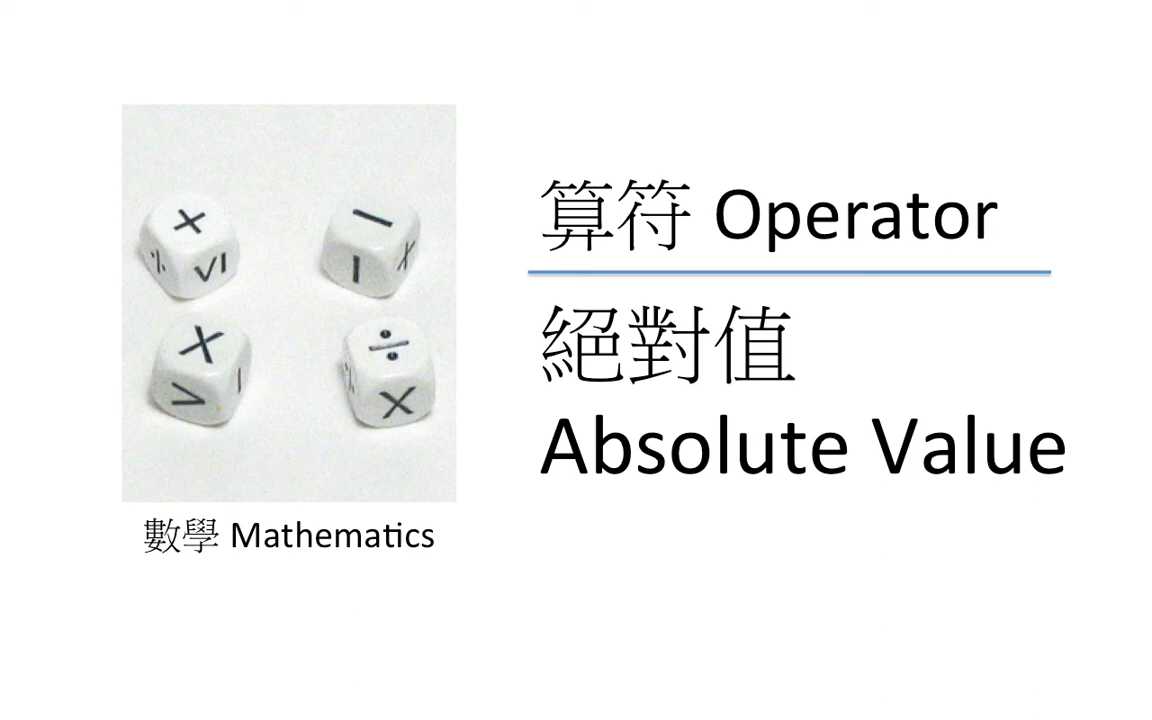 算符 Operator
絕對值
Absolute Value
數學 Mathematics